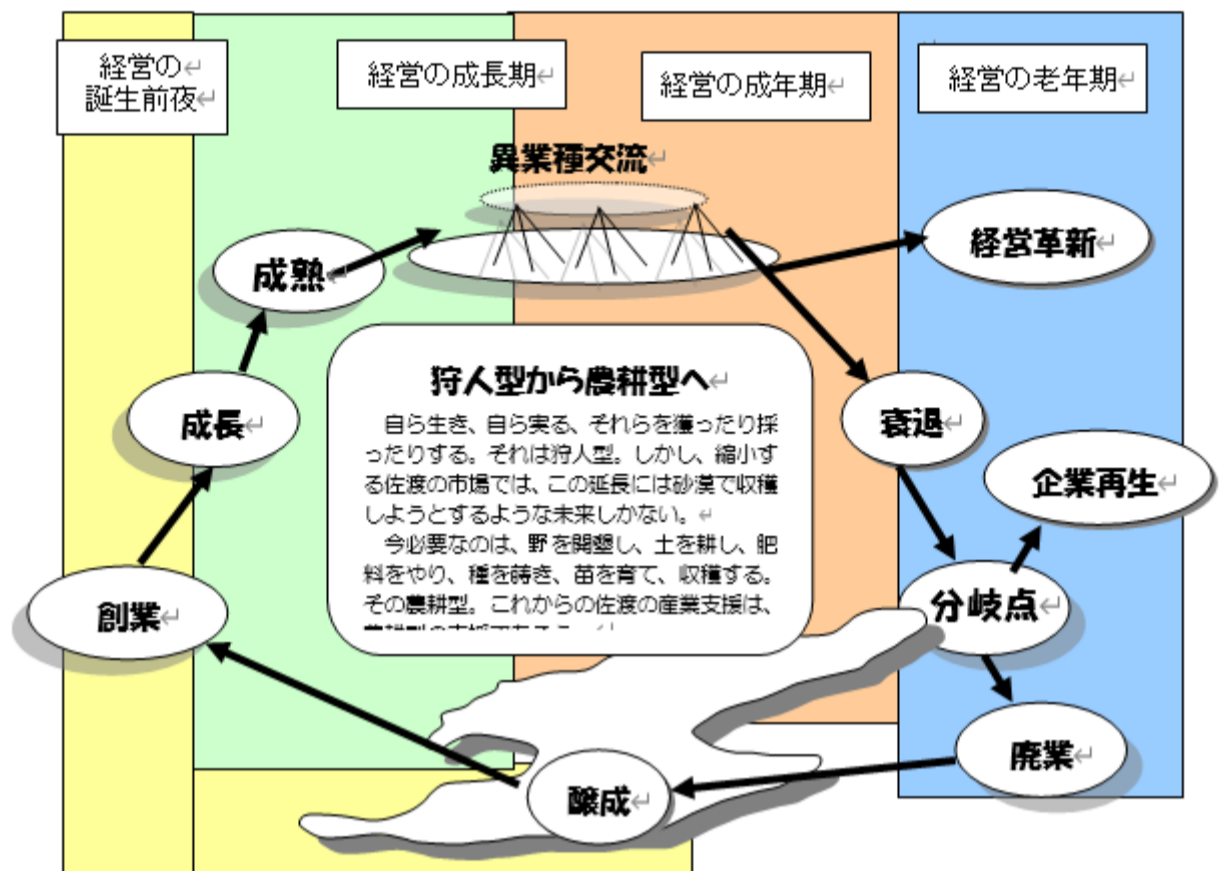 経営の
誕生前夜
経営の成長期
経営の成年期
経営の老年期
異業種交流
成熟
経営革新
狩人型から農耕型へ
自ら生き、自ら実る、それらを獲ったり採
ったりする。それは狩人型。しかし、縮小す
る佐渡の市場では、この延長には砂漠で収穫
しようとするような未来しかない。
今必要なのは、野を開墾し、土を耕し、肥
料をやり、種を蒔き、苗を育て、収穫する。
その農耕型。これからの佐渡の産業支援は、
成長
衰退
企業再生
創業
分岐点
廃業
醸成